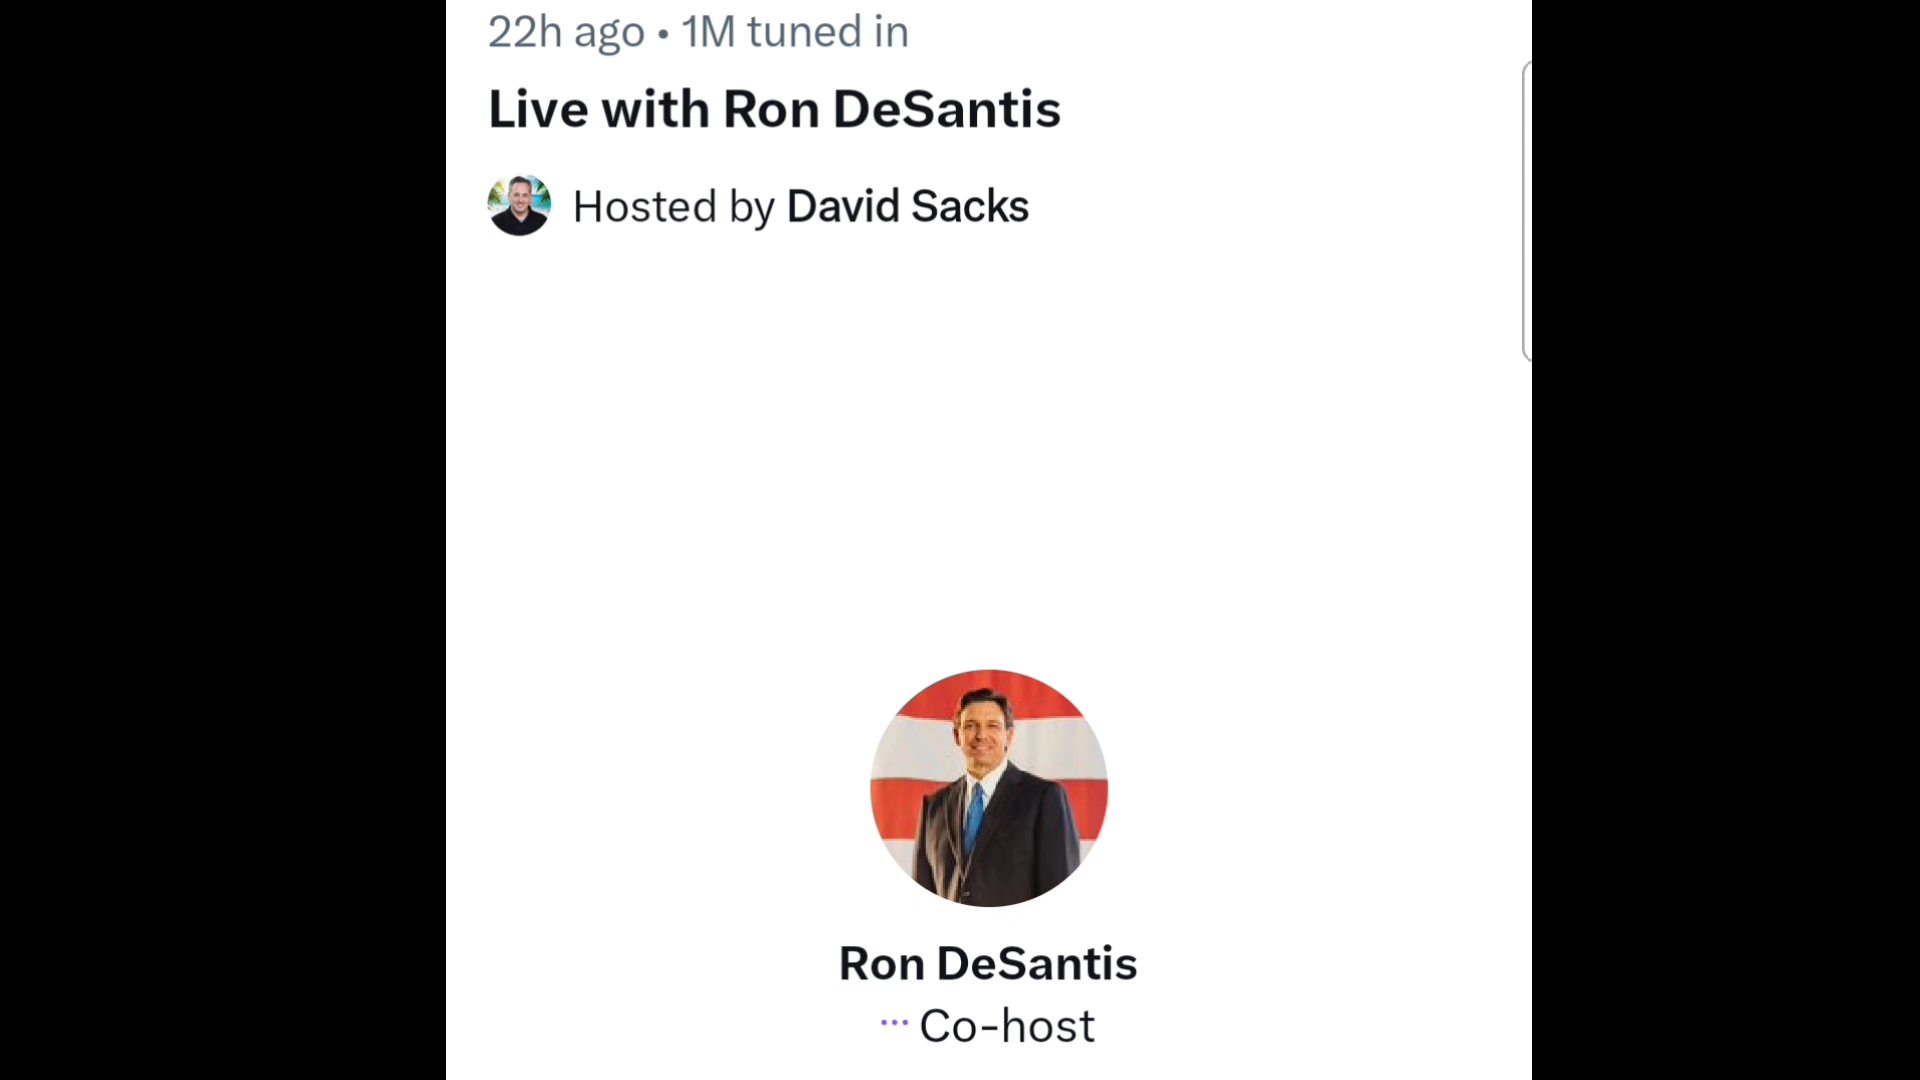 22h ago • 1M tuned in
Live with Ron DeSantis
Hosted by David Sacks
Ron DeSantis
··· Co-host